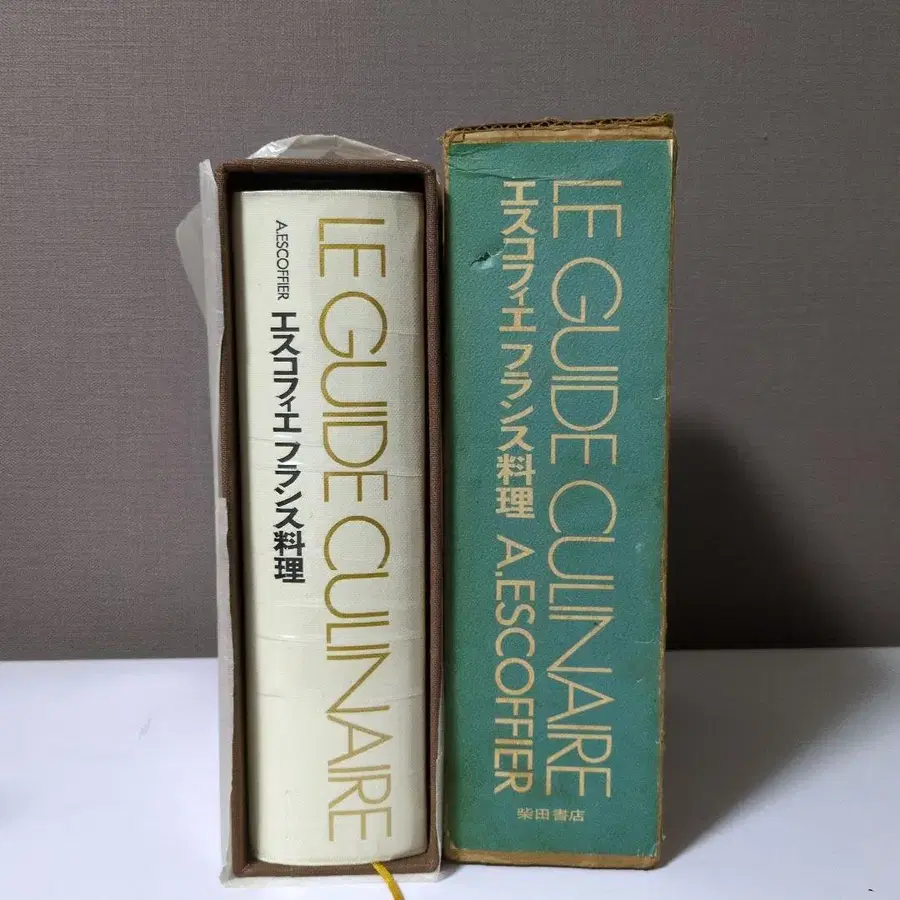 LE GUIDE CULINAIRE
A.ESCOFFIER エスコフィエ フランス料理
LE GUIDE CULINAIRE
エスコフィエ フランス料理 A.ESCOFFIER
柴田書店